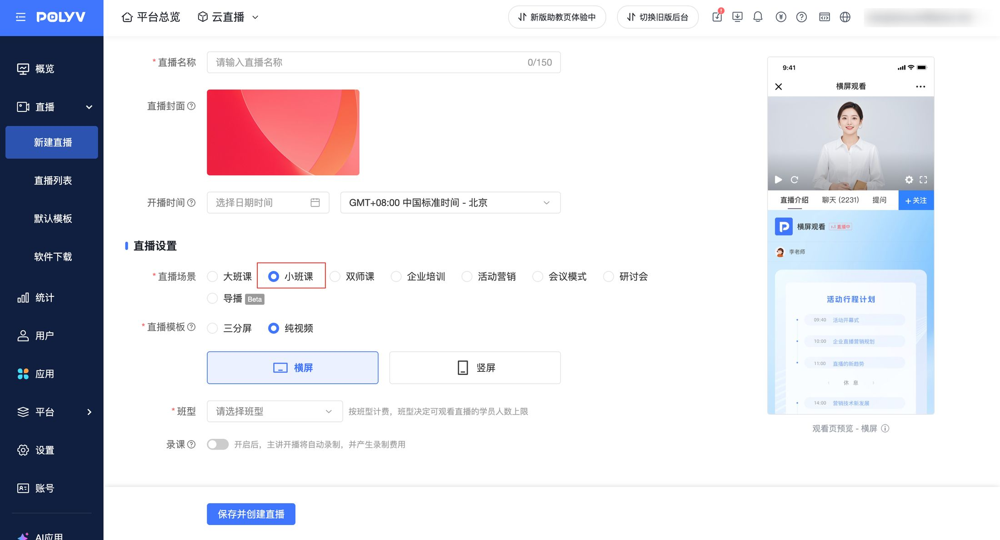 POLYV
平台总览
云直播
新版助教页体验中
切换旧版后台
概览
直播
新建直播
直播列表
默认模板
软件下载
统计
用户
应用
平台
设置
账号
AI应用
*直播名称
请输入直播名称
0/150
直播封面
开播时间
选择日期时间
GMT+08:00 中国标准时间 - 北京
直播设置
*直播场景
大班课
小班课
双师课
企业培训
活动营销
会议模式
研讨会
导播 Beta
*直播模板
三分屏
纯视频
横屏
竖屏
*班型
请选择班型
按班型计费，班型决定可观看直播的学员人数上限
录课
开启后，主讲开播将自动录制，并产生录制费用
保存并创建直播
9:41
横屏观看
直播介绍
聊天 (2231)
提问
+关注
横屏观看
直播中
李老师
活动行程计划
09:40 活动开幕式
10:00 企业直播营销规划
11:00 直播的新趋势
休 息
14:00 营销技术新发展
观看页预览 - 横屏